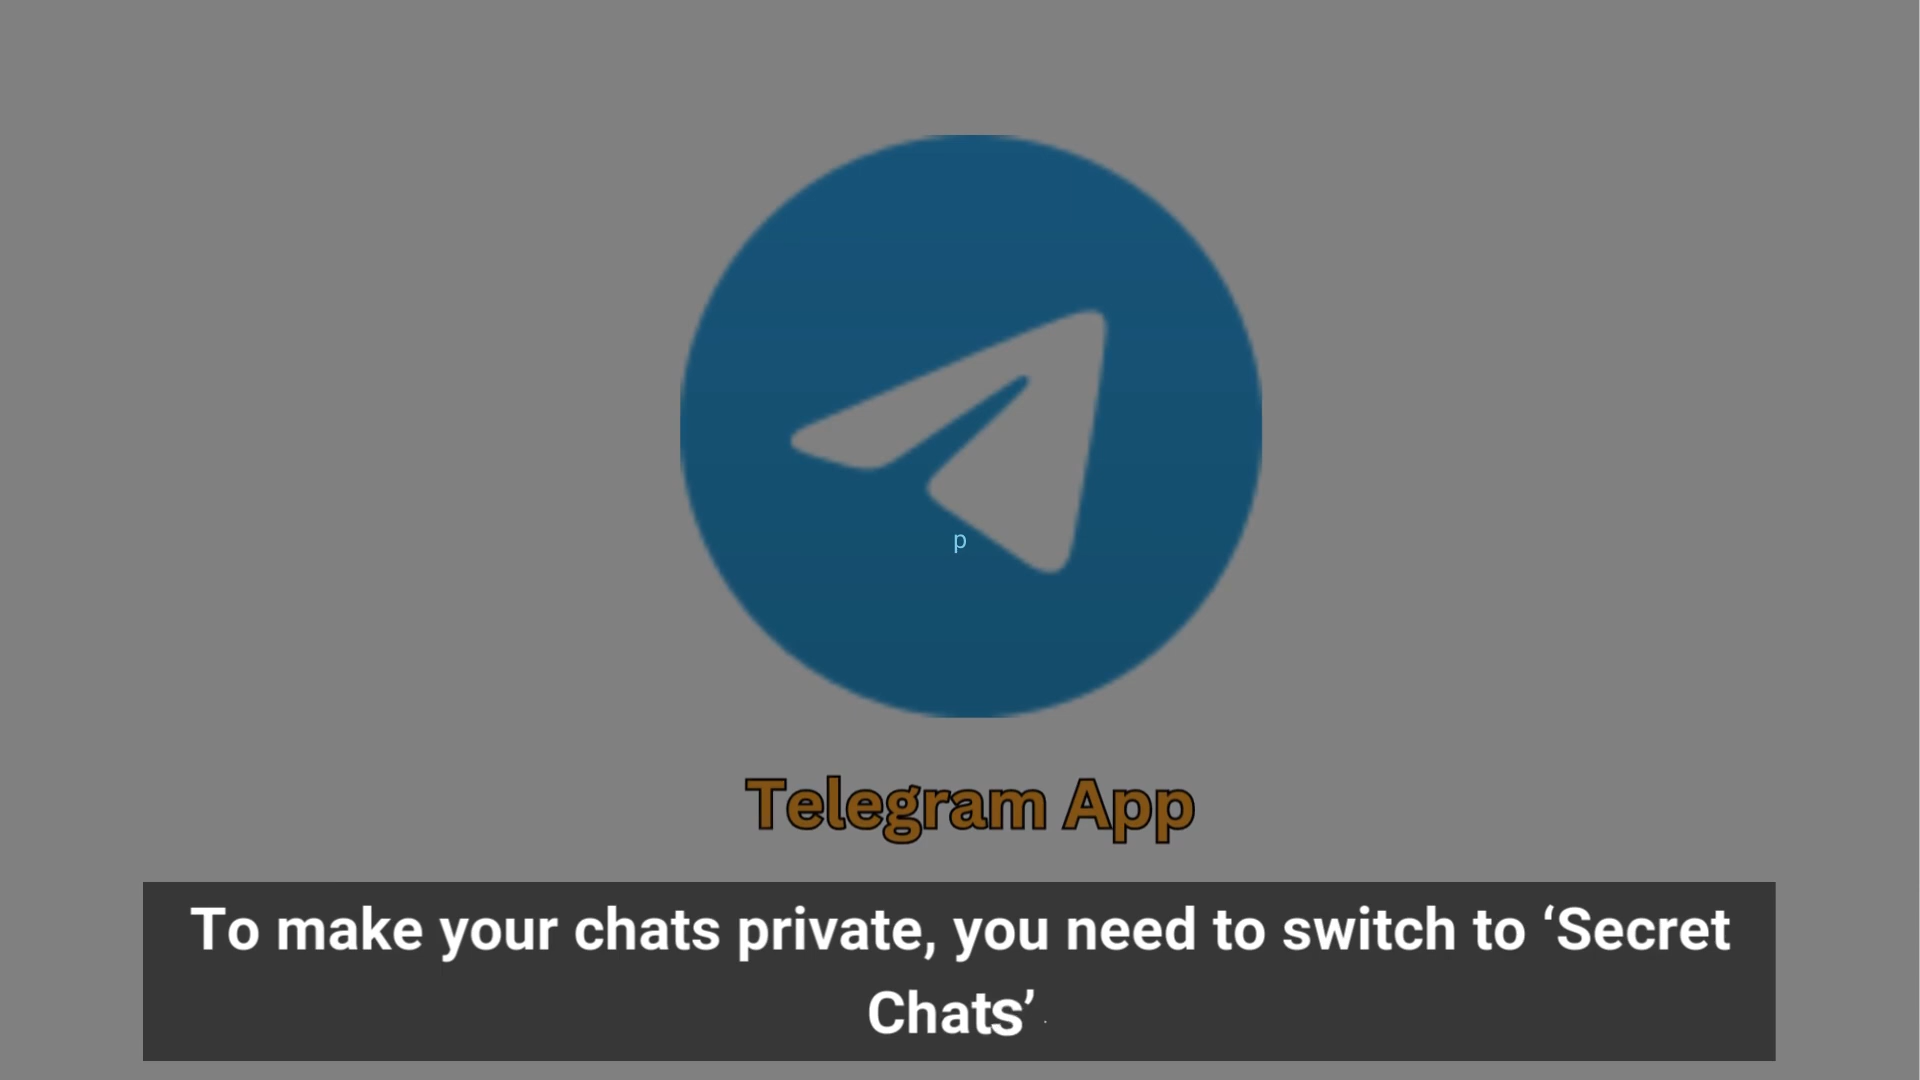 p
Telegram App
To make your chats private, you need to switch to ‘Secret
Chats’.